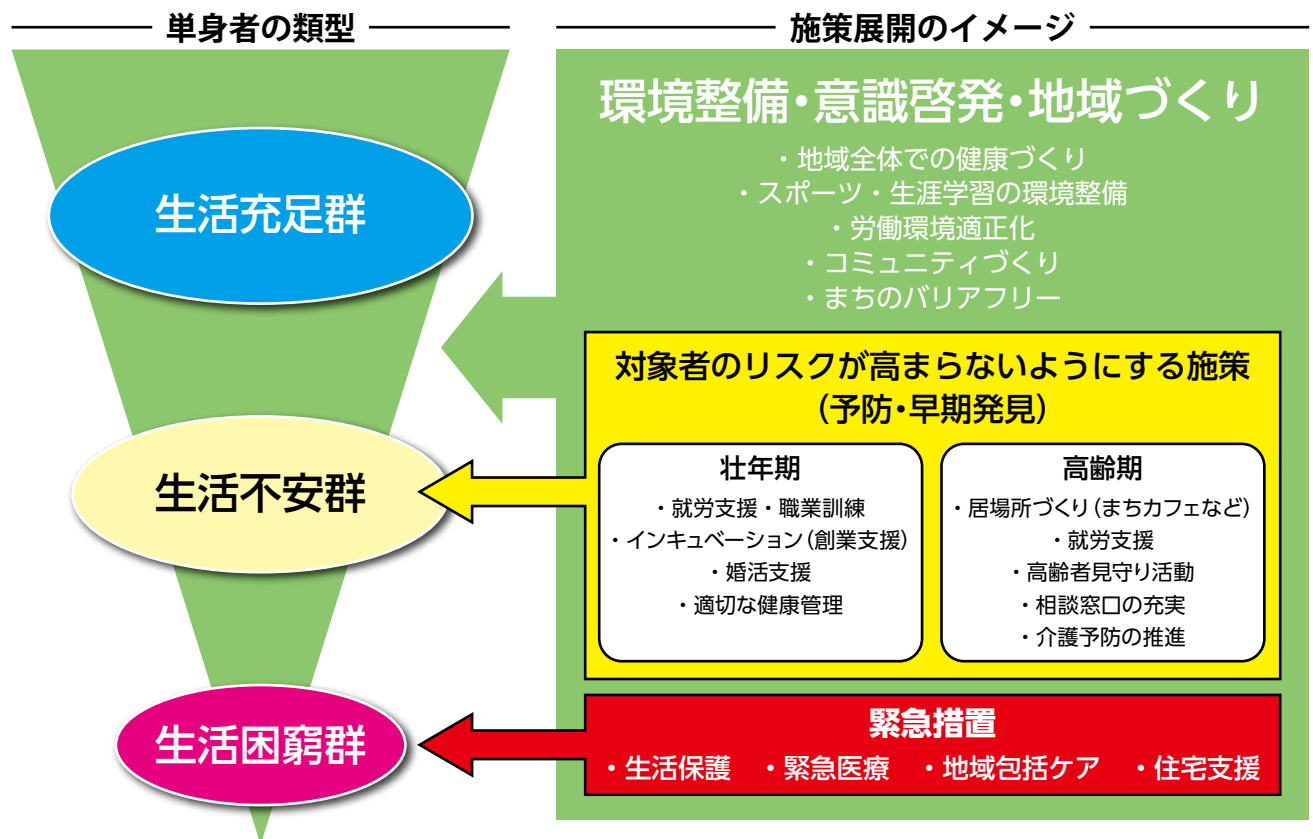 単身者の類型
生活充足群
生活不安群
生活困窮群
施策展開のイメージ
環境整備・意識啓発・地域づくり
・地域全体での健康づくり
・スポーツ・生涯学習の環境整備
・労働環境適正化
・コミュニティづくり
・まちのバリアフリー
対象者のリスクが高まらないようにする施策
(予防・早期発見)
壮年期
・就労支援・職業訓練
・インキュベーション(創業支援)
・婚活支援
・適切な健康管理
高齢期
・居場所づくり(まちカフェなど)
・就労支援
・高齢者見守り活動
・相談窓口の充実
・介護予防の推進
緊急措置
・生活保護 ・緊急医療 ・地域包括ケア ・住宅支援